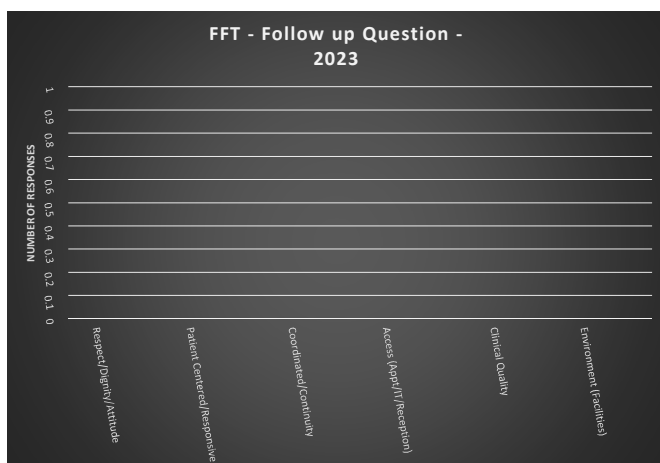 FFT - Follow up Question -
2023
NUMBER OF RESPONSES
1
0.9
0.8
0.7
0.6
0.5
0.4
0.3
0.2
0.1
0
Respect/Dignity/Attitude
Patient Centered/Responsive
Coordinated/Continuity
Access (Appt/IT/Reception)
Clinical Quality
Environment (Facilities)